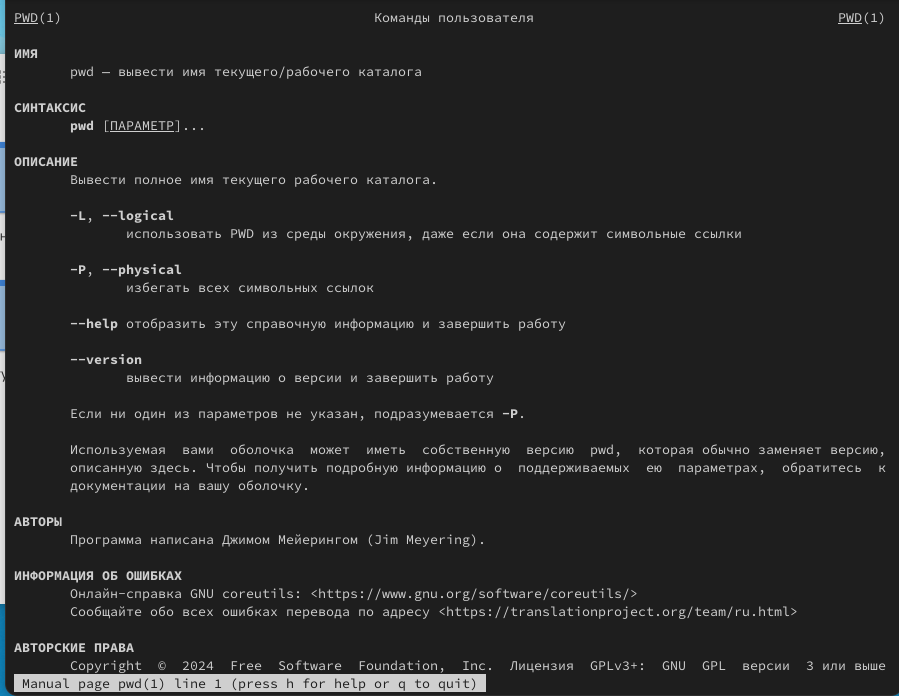 PWD(1) Команды пользователя PWD(1)
ИМЯ
pwd — вывести имя текущего/рабочего каталога
СИНТАКСИС
pwd [ПАРАМЕТР]...
ОПИСАНИЕ
Вывести полное имя текущего рабочего каталога.
-L, --logical
использовать PWD из среды окружения, даже если она содержит символьные ссылки
-P, --physical
избегать всех символьных ссылок
--help отобразить эту справочную информацию и завершить работу
--version
вывести информацию о версии и завершить работу
Если ни один из параметров не указан, подразумевается -P.
Используемая вами оболочка может иметь собственную версию pwd, которая обычно заменяет версию,
описанную здесь. Чтобы получить подробную информацию о поддерживаемых ею параметрах, обратитесь к
документации на вашу оболочку.
АВТОРЫ
Программа написана Джимом Мейерингом (Jim Meyering).
ИНФОРМАЦИЯ ОБ ОШИБКАХ
Онлайн-справка GNU coreutils: <https://www.gnu.org/software/coreutils/>
Сообщайте обо всех ошибках перевода по адресу <https://translationproject.org/team/ru.html>
АВТОРСКИЕ ПРАВА
Copyright © 2024 Free Software Foundation, Inc. Лицензия GPLv3+: GNU GPL версии 3 или выше
Manual page pwd(1) line 1 (press h for help or q to quit)